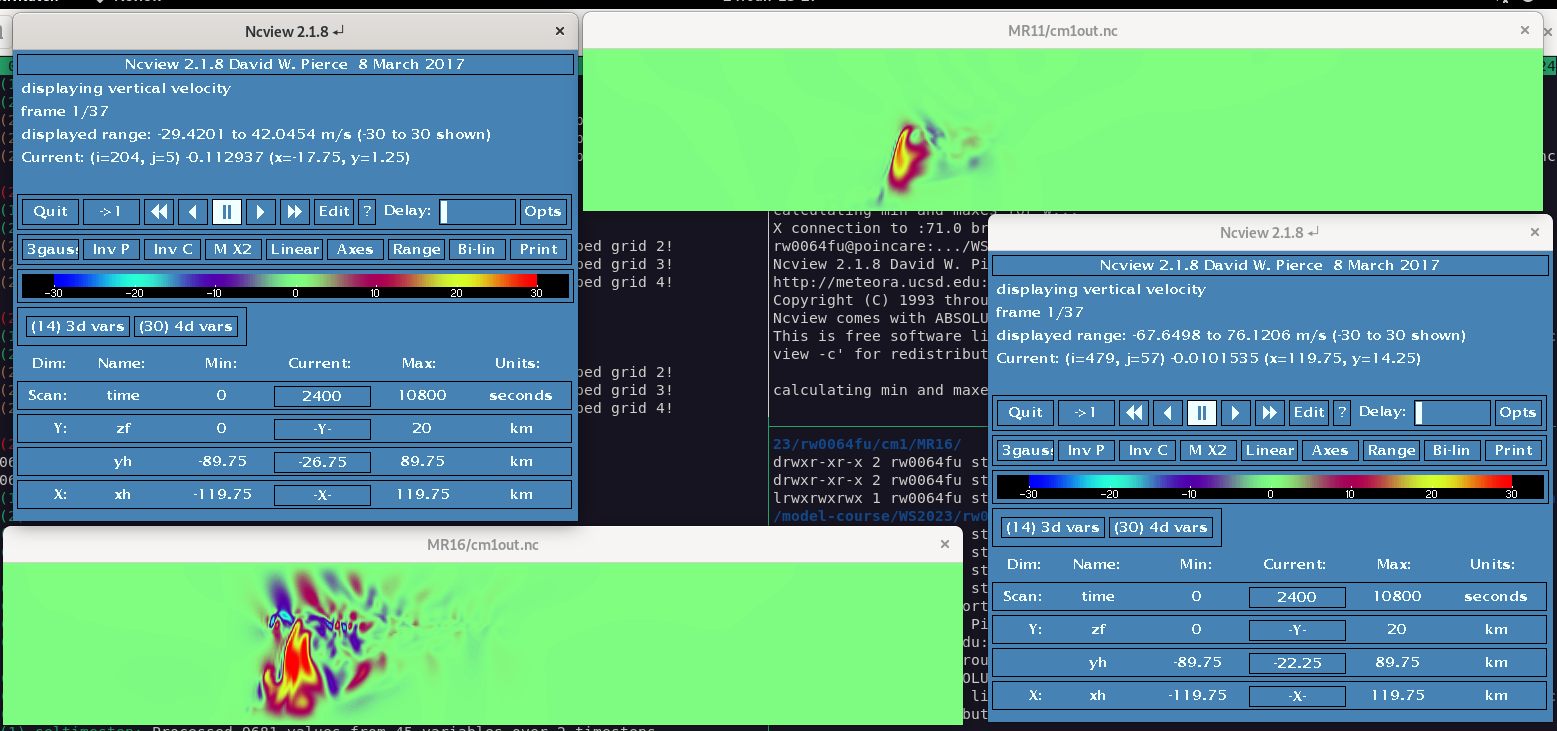 Ncview 2.1.8
×
Ncview 2.1.8 David W. Pierce 8 March 2017
displaying vertical velocity
frame 1/37
displayed range: -29.4201 to 42.0454 m/s (-30 to 30 shown)
Current: (i=204, j=5) -0.112937 (x=-17.75, y=1.25)
Quit ->1 Edit ? Delay: Opts
3gauss Inv P Inv C M X2 Linear Axes Range Bi-lin Print
-30 -20 -10 0 10 20 30
(14) 3d vars (30) 4d vars
Dim: Name: Min: Current: Max: Units:
Scan: time 0 2400 10800 seconds
Y: zf 0 -Y- 20 km
yh -89.75 -26.75 89.75 km
X: xh -119.75 -X- 119.75 km
MR11/cm1out.nc
×
ped grid 2!
ped grid 3!
ped grid 4!
ped grid 2!
ped grid 3!
ped grid 4!
calculating min and maxes for w...
X connection to :71.0 br
rw0064fu@poincare:.../WS
Ncview 2.1.8 David W. Pi
http://meteora.ucsd.edu:
Copyright (C) 1993 throu
Ncview comes with ABSOLU
This is free software li
view -c' for redistribut
calculating min and maxe
23/rw0064fu/cm1/MR16/
drwxr-xr-x 2 rw0064fu st
drwxr-xr-x 2 rw0064fu st
lrwxrwxrwx 1 rw0064fu st
/model-course/WS2023/rw0
Ncview 2.1.8
×
Ncview 2.1.8 David W. Pierce 8 March 2017
displaying vertical velocity
frame 1/37
displayed range: -67.6498 to 76.1206 m/s (-30 to 30 shown)
Current: (i=479, j=57) -0.0101535 (x=119.75, y=14.25)
Quit ->1 Edit ? Delay: Opts
3gauss Inv P Inv C M X2 Linear Axes Range Bi-lin Print
-30 -20 -10 0 10 20 30
(14) 3d vars (30) 4d vars
Dim: Name: Min: Current: Max: Units:
Scan: time 0 2400 10800 seconds
Y: zf 0 -Y- 20 km
yh -89.75 -22.25 89.75 km
X: xh -119.75 -X- 119.75 km
MR16/cm1out.nc
×